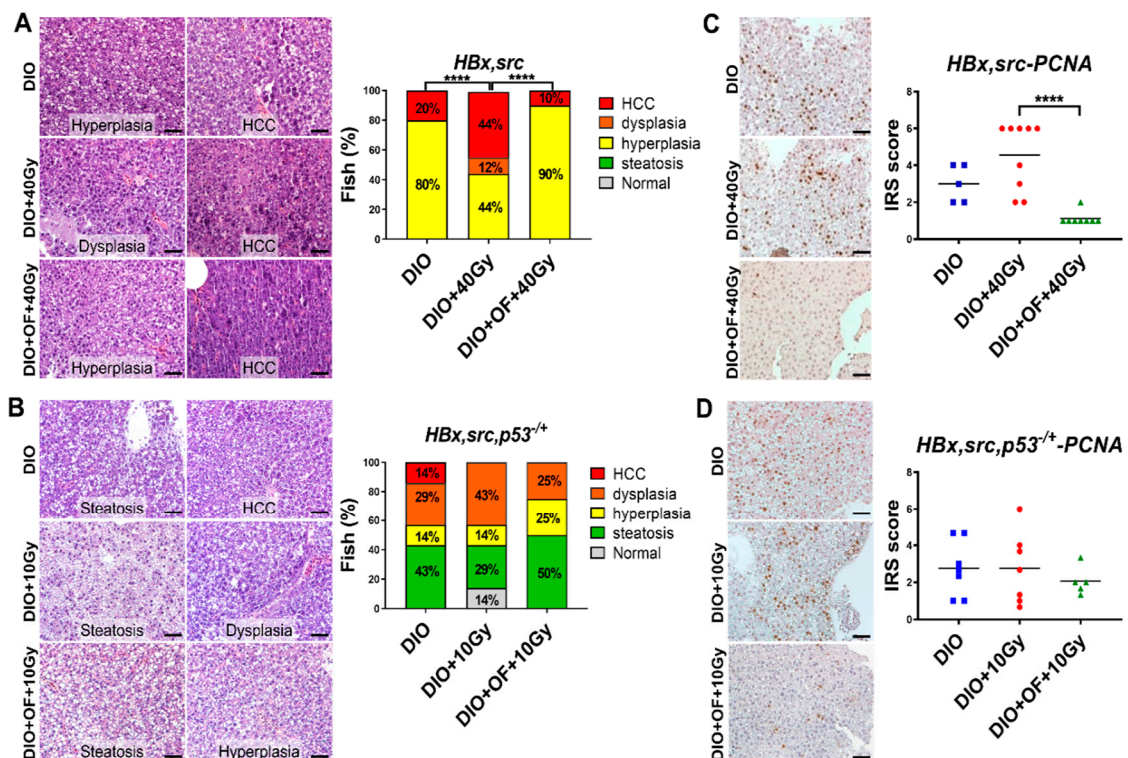 A
DIO
Hyperplasia
HCC
DIO+40Gy
Dysplasia
HCC
DIO+OF+40Gy
Hyperplasia
HCC
HBx,src
****
****
Fish (%)
100
80
60
40
20
0
20%
80%
44%
12%
44%
10%
90%
HCC
dysplasia
hyperplasia
steatosis
Normal
DIO
DIO+40Gy
DIO+OF+40Gy
C
DIO
DIO+40Gy
DIO+OF+40Gy
HBx,src-PCNA
****
IRS score
8
6
4
2
0
DIO
DIO+40Gy
DIO+OF+40Gy
B
DIO
Steatosis
HCC
DIO+10Gy
Steatosis
Dysplasia
DIO+OF+10Gy
Steatosis
Hyperplasia
HBx,src,p53-/+
Fish (%)
100
80
60
40
20
0
14%
29%
14%
43%
43%
14%
29%
14%
25%
25%
50%
HCC
dysplasia
hyperplasia
steatosis
Normal
DIO
DIO+10Gy
DIO+OF+10Gy
D
DIO
DIO+10Gy
DIO+OF+10Gy
HBx,src,p53-/+-PCNA
IRS score
8
6
4
2
0
DIO
DIO+10Gy
DIO+OF+10Gy